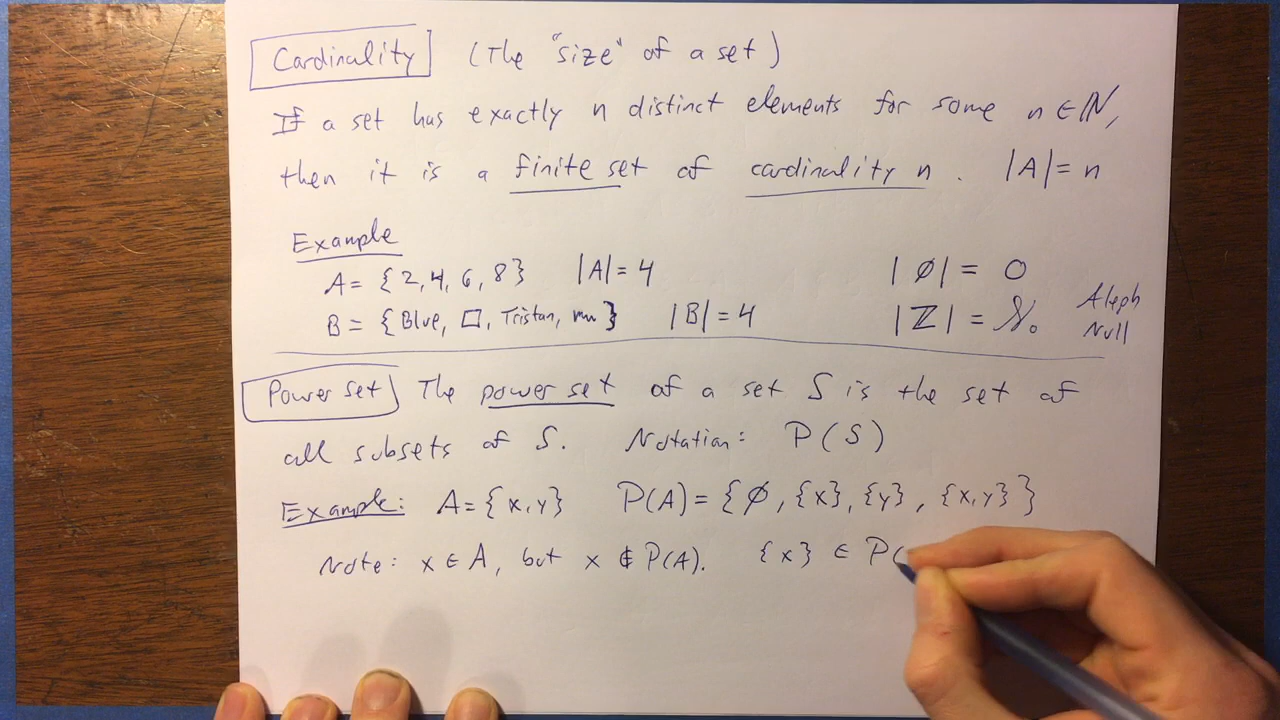 Cardinality (The "size" of a set)
If a set has exactly n distinct elements for some n ∈ ℕ,
then it is a finite set of cardinality n. |A| = n
Example
A = {2, 4, 6, 8} |A| = 4 |∅| = 0
B = {Blue, □, Tristan, } |B| = 4 |ℤ| = ℵ₀ Aleph Null
Power set The power set of a set S is the set of
all subsets of S. Notation: P(S)
Example: A = {x, y} P(A) = {∅, {x}, {y}, {x, y}}
Note: x ∈ A, but x ∉ P(A). {x} ∈ P(